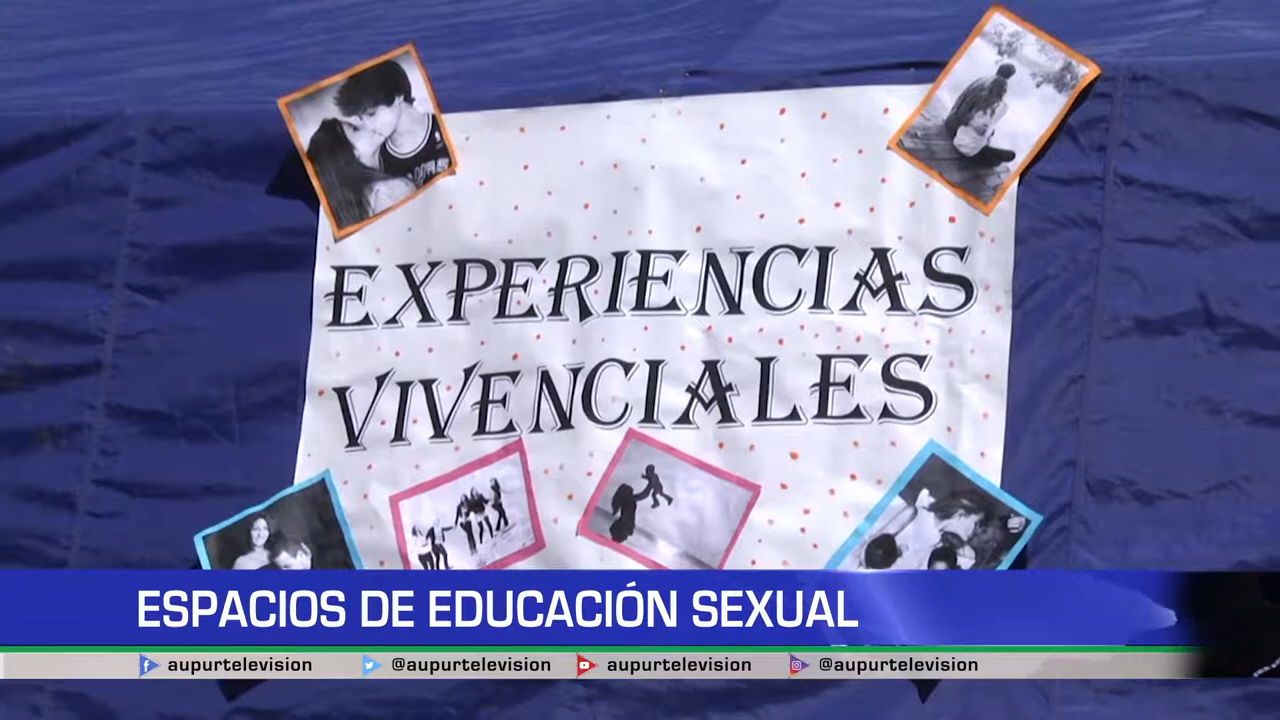 EXPERIENCIAS
VIVENCIALES
ESPACIOS DE EDUCACIÓN SEXUAL
aupurtelevision @aupurtelevision aupurtelevision @aupurtelevision